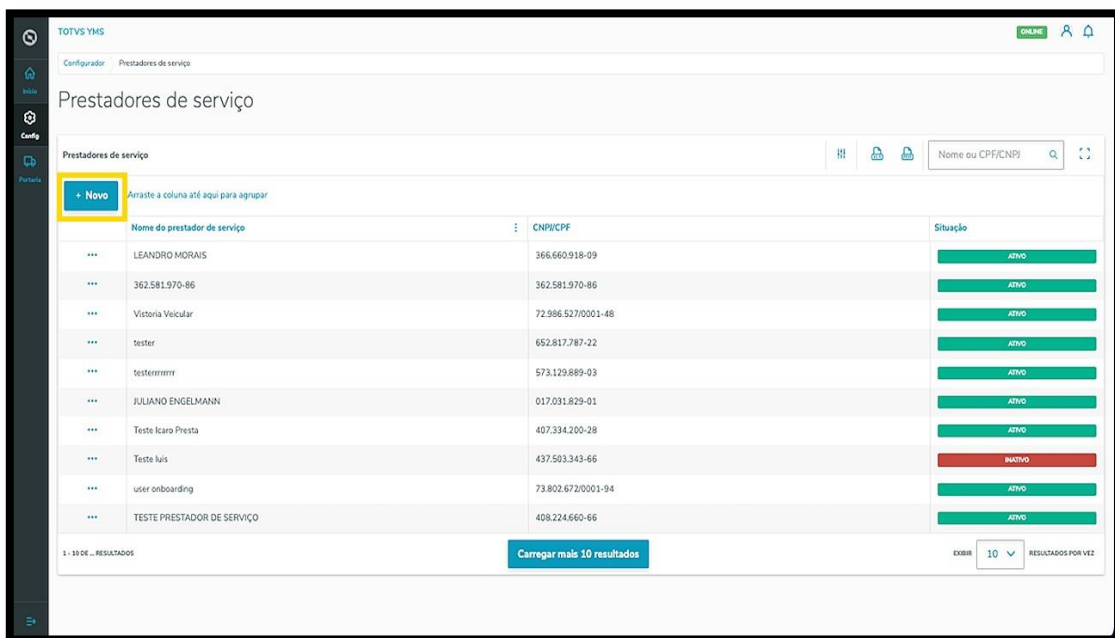 TOTVS YMS
ONLINE
Início
Config
Portaria
Configurador Prestadores de serviço
Prestadores de serviço
Prestadores de serviço
Nome ou CPF/CNPJ
+ Novo Arraste a coluna até aqui para agrupar
Nome do prestador de serviço CNPJ/CPF Situação
LEANDRO MORAIS 366.660.918-09 ATIVO
362.581.970-86 362.581.970-86 ATIVO
Vistoria Veicular 72.986.527/0001-48 ATIVO
tester 652.817.787-22 ATIVO
testerrrrrrr 573.129.889-03 ATIVO
JULIANO ENGELMANN 017.031.829-01 ATIVO
Teste Icaro Presta 407.334.200-28 ATIVO
Teste luis 437.503.343-66 INATIVO
user onboarding 73.802.672/0001-94 ATIVO
TESTE PRESTADOR DE SERVIÇO 408.224.660-66 ATIVO
1 - 10 DE ... RESULTADOS Carregar mais 10 resultados EXIBIR 10 RESULTADOS POR VEZ